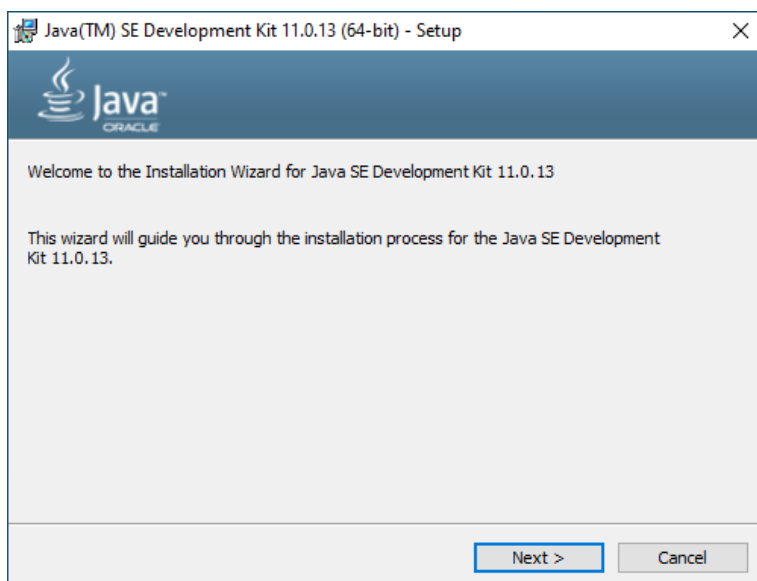 Java(TM) SE Development Kit 11.0.13 (64-bit) - Setup
Java™
ORACLE
Welcome to the Installation Wizard for Java SE Development Kit 11.0.13
This wizard will guide you through the installation process for the Java SE Development
Kit 11.0.13.
Next >
Cancel